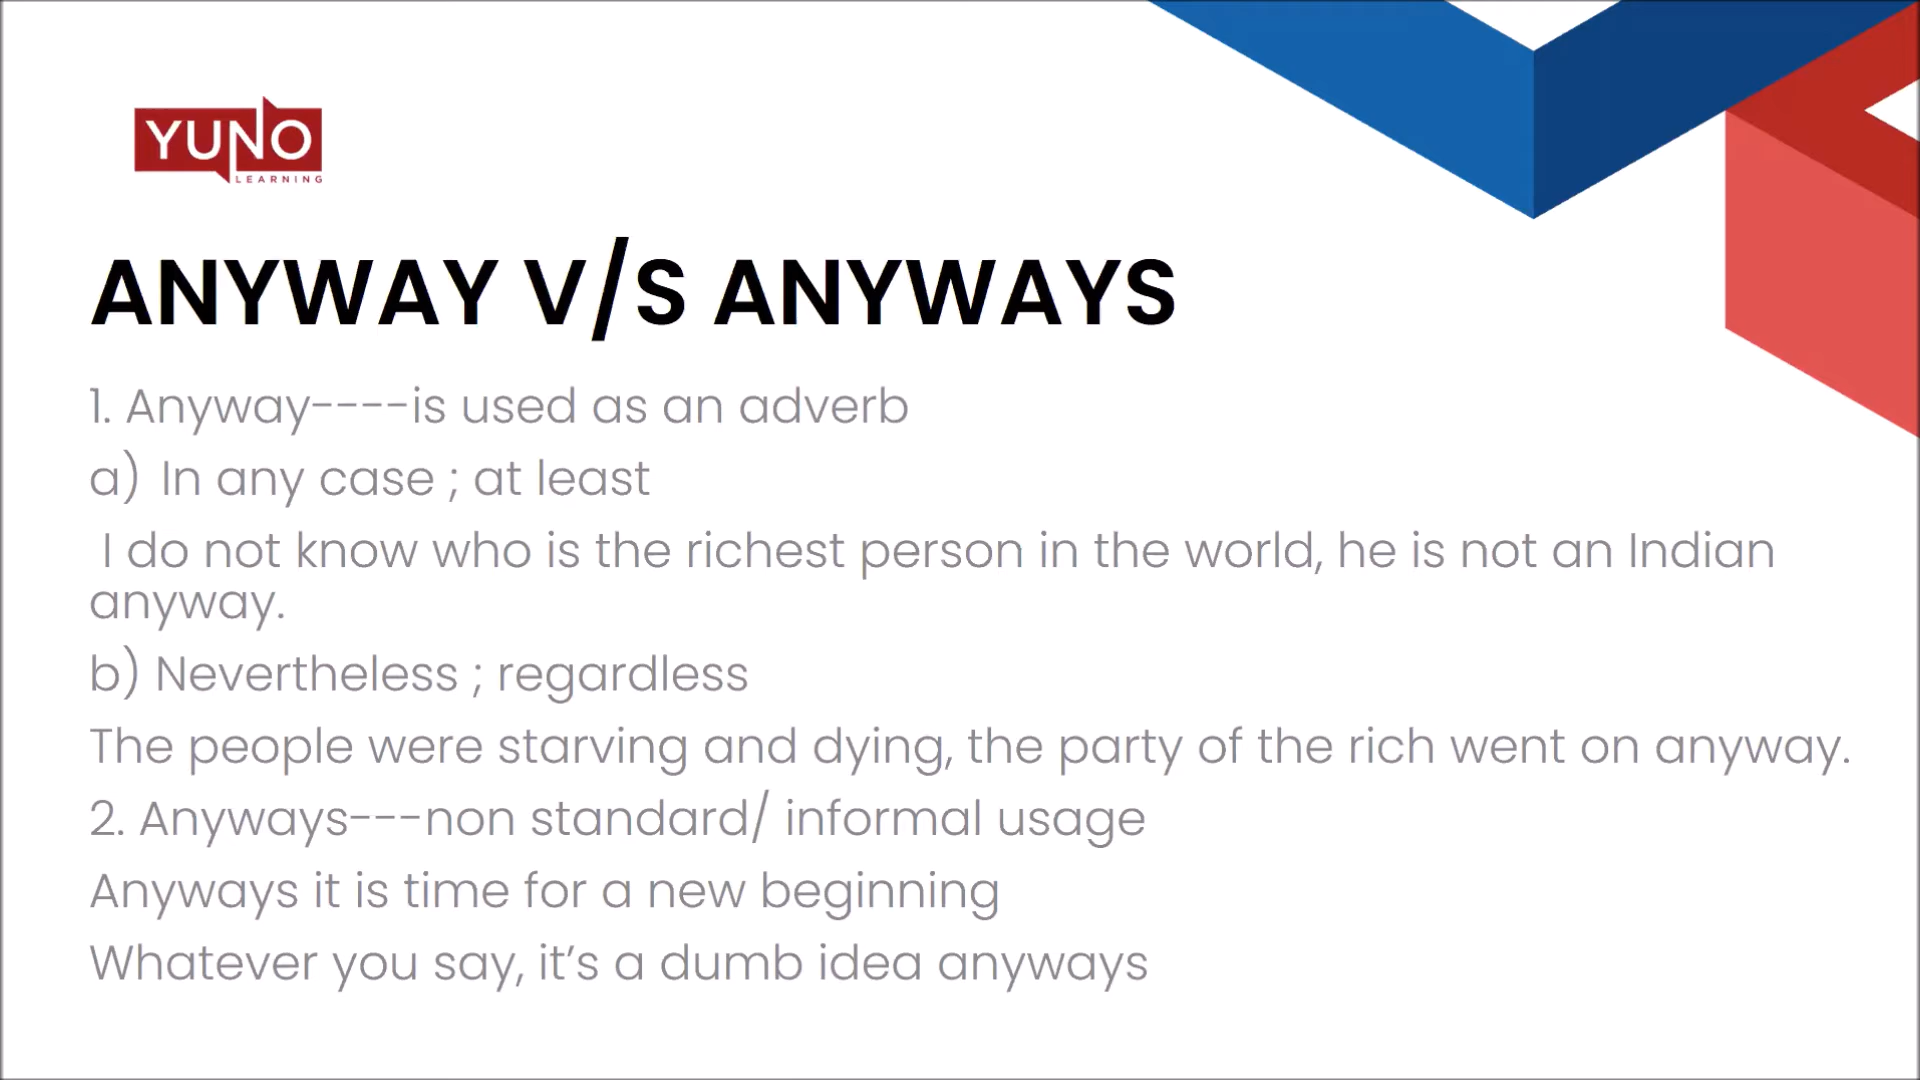 YUNO
LEARNING
ANYWAY V/S ANYWAYS
1. Anyway----is used as an adverb
a) In any case ; at least
I do not know who is the richest person in the world, he is not an Indian
anyway.
b) Nevertheless ; regardless
The people were starving and dying, the party of the rich went on anyway.
2. Anyways---non standard/ informal usage
Anyways it is time for a new beginning
Whatever you say, it’s a dumb idea anyways